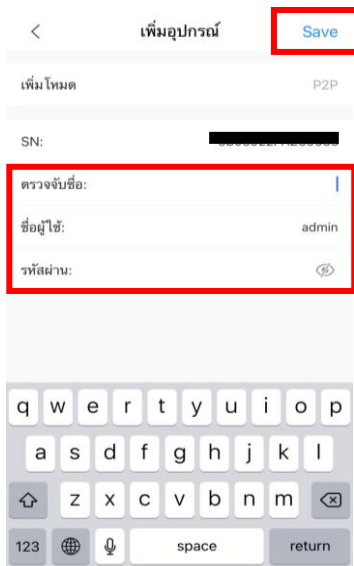 เพิ่มอุปกรณ์ Save
เพิ่มโหมด P2P
SN:
ตรวจจับชื่อ:
ชื่อผู้ใช้: admin
รหัสผ่าน:
q w e r t y u i o p
a s d f g h j k l
z x c v b n m
123 space return